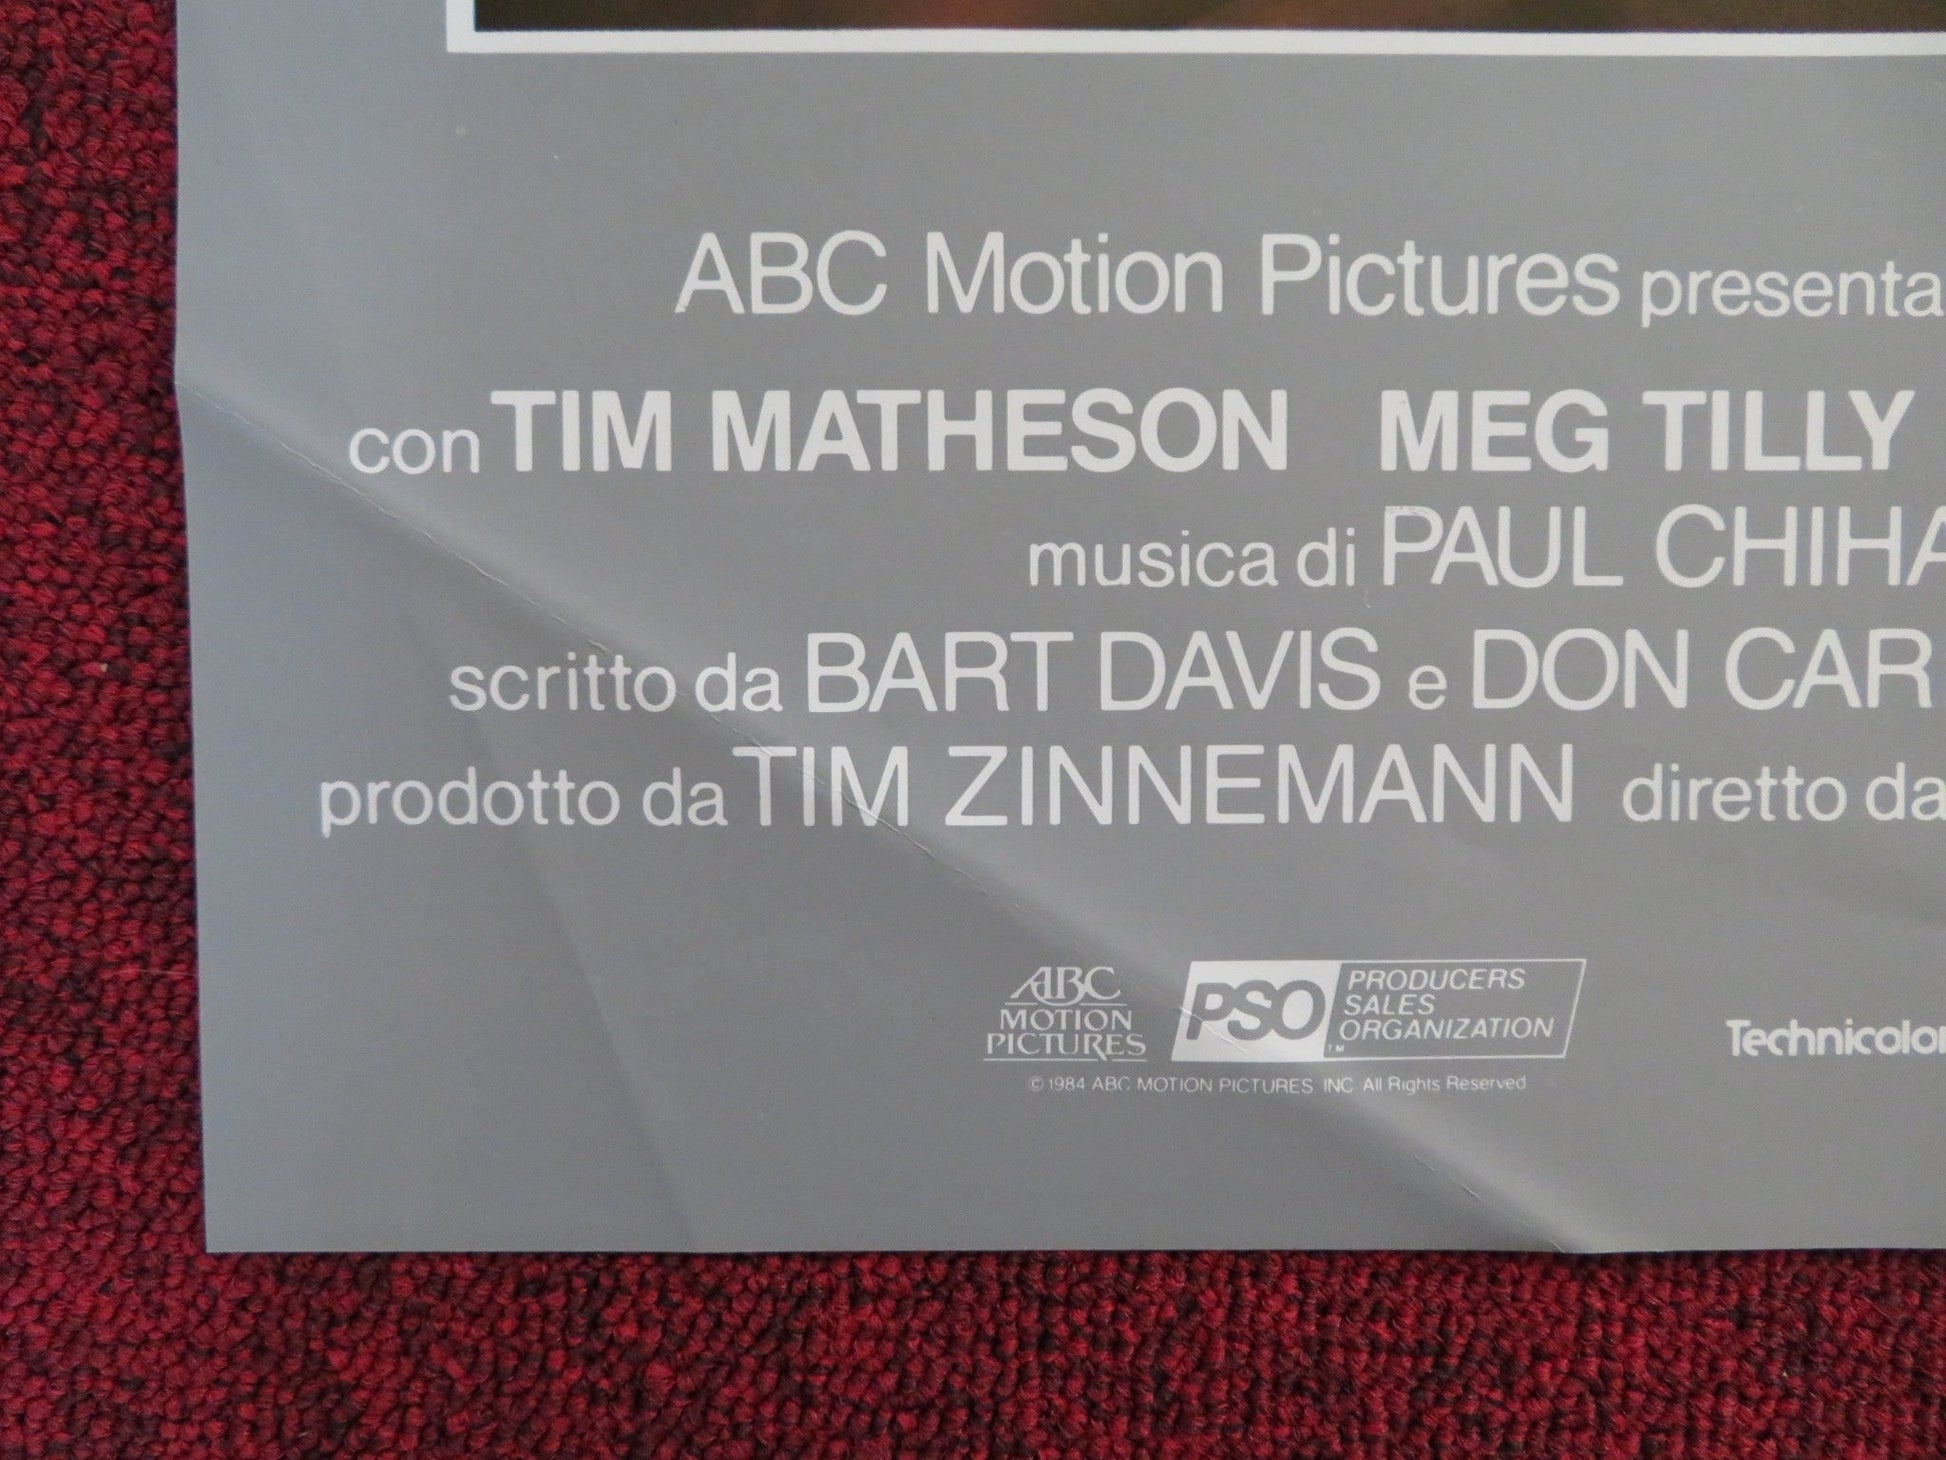 ABC Motion Pictures presenta
con TIM MATHESON MEG TILLY
musica di PAUL CHIHA
scritto da BART DAVIS e DON CAR
prodotto da TIM ZINNEMANN diretto da
ABC
MOTION
PICTURES
PSO PRODUCERS
SALES
ORGANIZATION
™
Technicolor
© 1984 ABC MOTION PICTURES INC All Rights Reserved